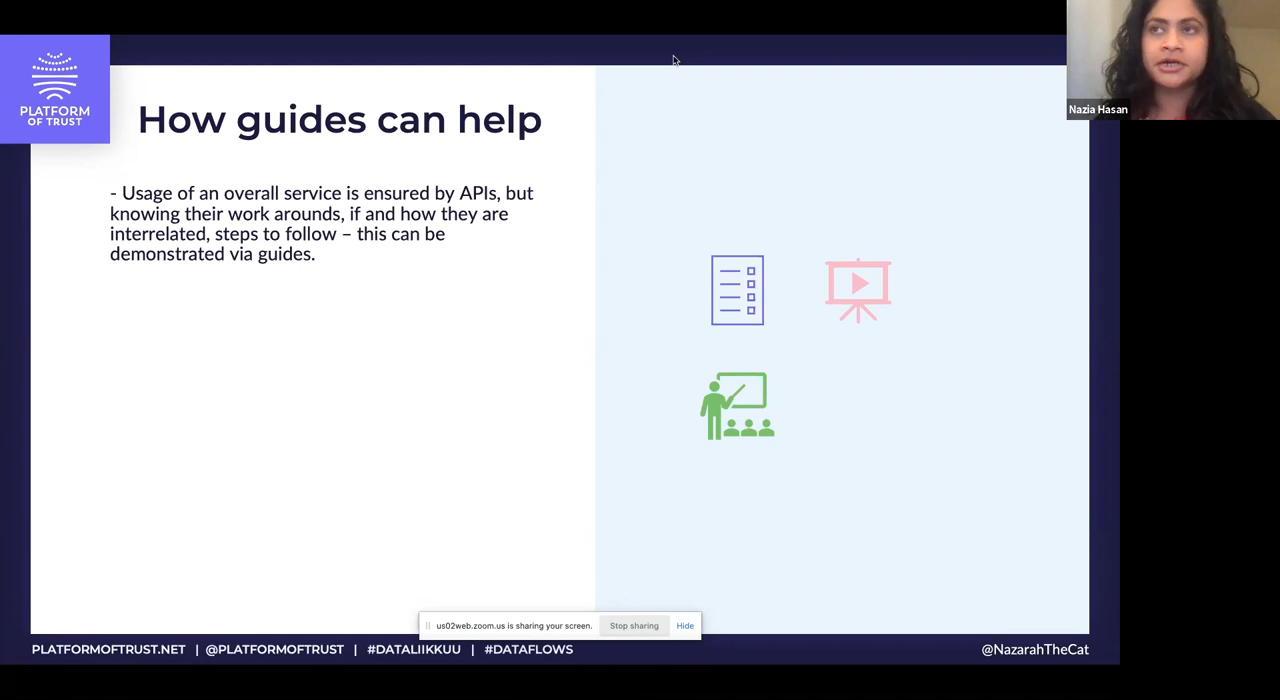 PLATFORM
OF TRUST
How guides can help
- Usage of an overall service is ensured by APIs, but
knowing their work arounds, if and how they are
interrelated, steps to follow – this can be
demonstrated via guides.
Nazia Hasan
us02web.zoom.us is sharing your screen. Stop sharing Hide
PLATFORMOFTRUST.NET | @PLATFORMOFTRUST | #DATALIIKKUU | #DATAFLOWS
@NazarahTheCat